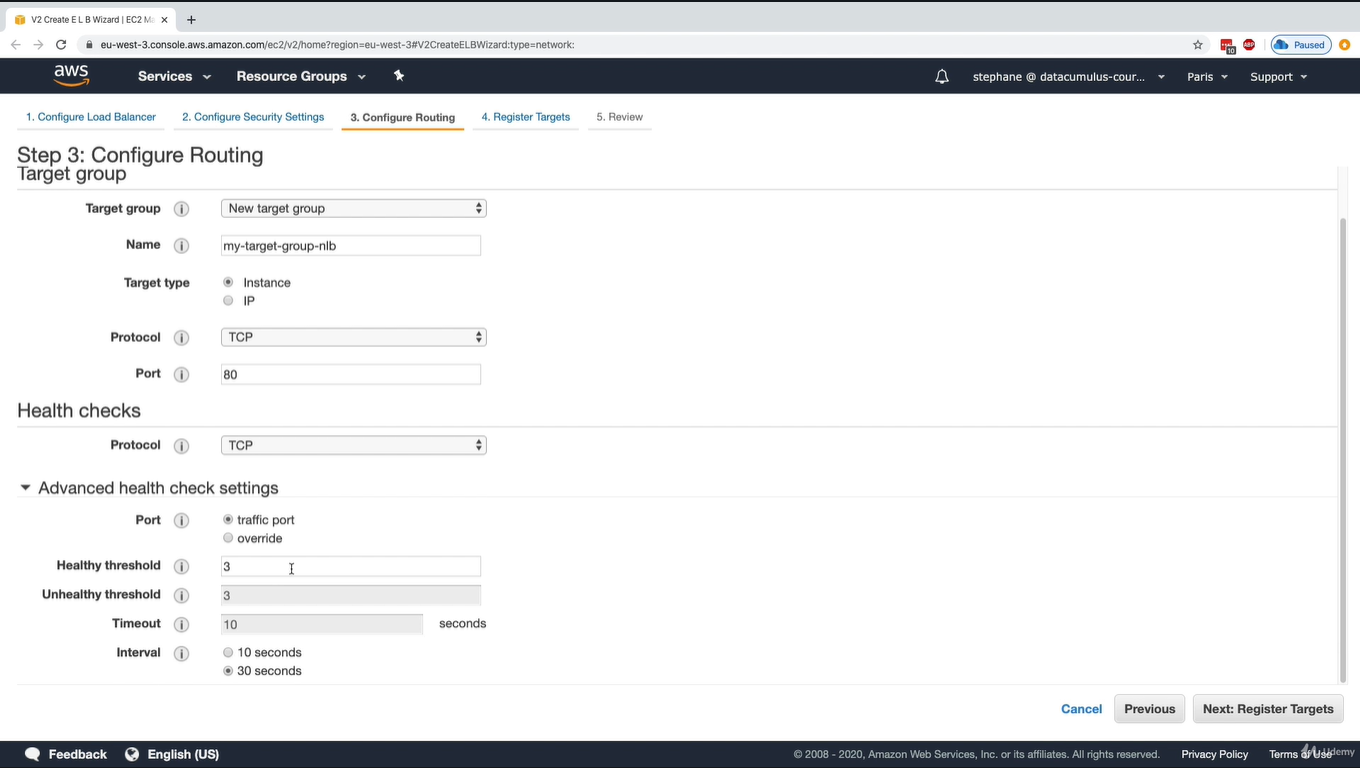 V2 Create E L B Wizard | EC2 Ma
eu-west-3.console.aws.amazon.com/ec2/v2/home?region=eu-west-3#V2CreateELBWizard:type=network:
10
ABP
Paused
aws
Services
Resource Groups
stephane @ datacumulus-cour...
Paris
Support
1. Configure Load Balancer
2. Configure Security Settings
3. Configure Routing
4. Register Targets
5. Review
Step 3: Configure Routing
Target group
Target group
New target group
Name
my-target-group-nlb
Target type
Instance
IP
Protocol
TCP
Port
80
Health checks
Protocol
TCP
Advanced health check settings
Port
traffic port
override
Healthy threshold
3
Unhealthy threshold
3
Timeout
10
seconds
Interval
10 seconds
30 seconds
Cancel
Previous
Next: Register Targets
Feedback
English (US)
© 2008 - 2020, Amazon Web Services, Inc. or its affiliates. All rights reserved.
Privacy Policy
Terms of Use
Udemy